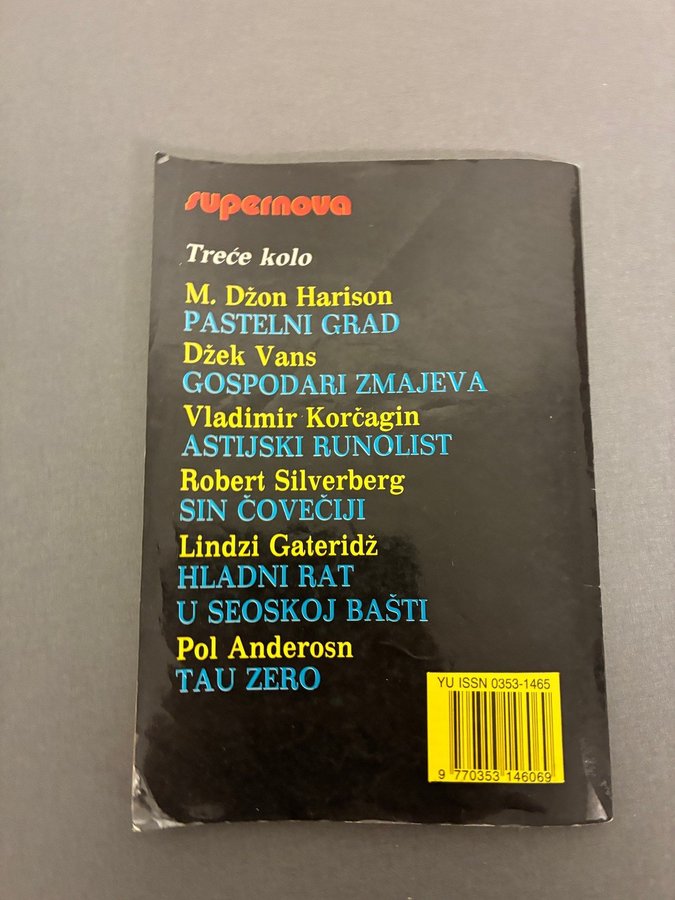 supernova
Treće kolo
M. Džon Harison
PASTELNI GRAD
Džek Vans
GOSPODARI ZMAJEVA
Vladimir Korčagin
ASTIJSKI RUNOLIST
Robert Silverberg
SIN ČOVEČIJI
Lindzi Gateridž
HLADNI RAT
U SEOSKOJ BAŠTI
Pol Anderosn
TAU ZERO
YU ISSN 0353-1465
9 770353 146069